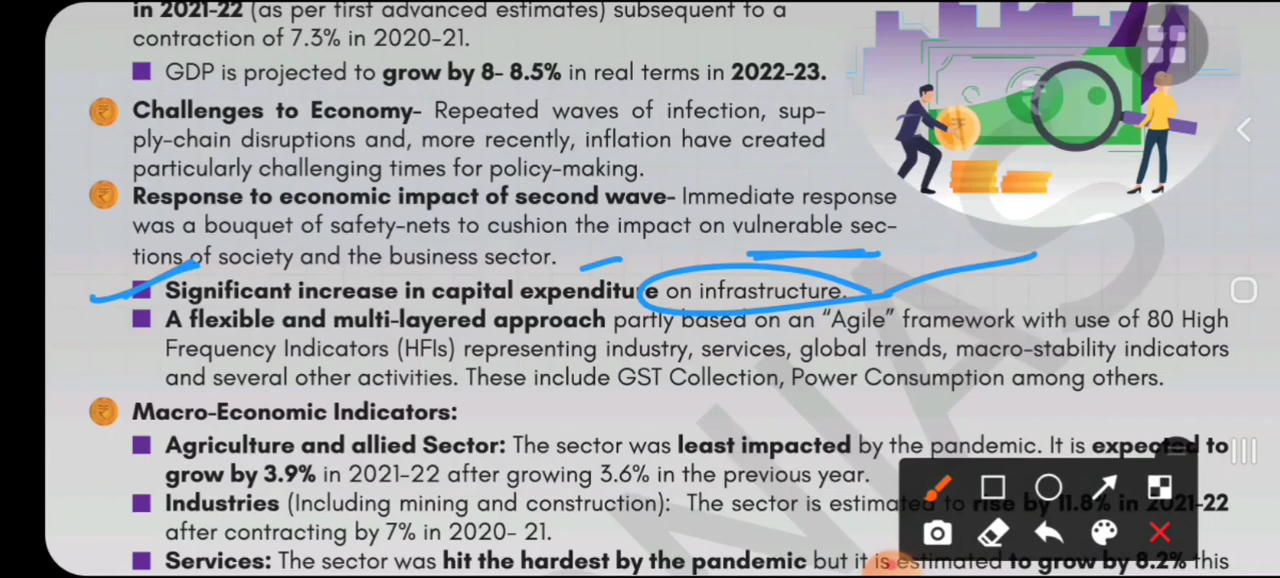 in 2021-22 (as per first advanced estimates) subsequent to a
contraction of 7.3% in 2020-21.
GDP is projected to grow by 8- 8.5% in real terms in 2022-23.
Challenges to Economy- Repeated waves of infection, sup-
ply-chain disruptions and, more recently, inflation have created
particularly challenging times for policy-making.
Response to economic impact of second wave- Immediate response
was a bouquet of safety-nets to cushion the impact on vulnerable sec-
tions of society and the business sector.
Significant increase in capital expenditure on infrastructure.
A flexible and multi-layered approach partly based on an “Agile” framework with use of 80 High
Frequency Indicators (HFIs) representing industry, services, global trends, macro-stability indicators
and several other activities. These include GST Collection, Power Consumption among others.
Macro-Economic Indicators:
Agriculture and allied Sector: The sector was least impacted by the pandemic. It is expected to
grow by 3.9% in 2021-22 after growing 3.6% in the previous year.
Industries (Including mining and construction): The sector is estimated to rise by 11.8% in 2021-22
after contracting by 7% in 2020- 21.
Services: The sector was hit the hardest by the pandemic but it is estimated to grow by 8.2% this